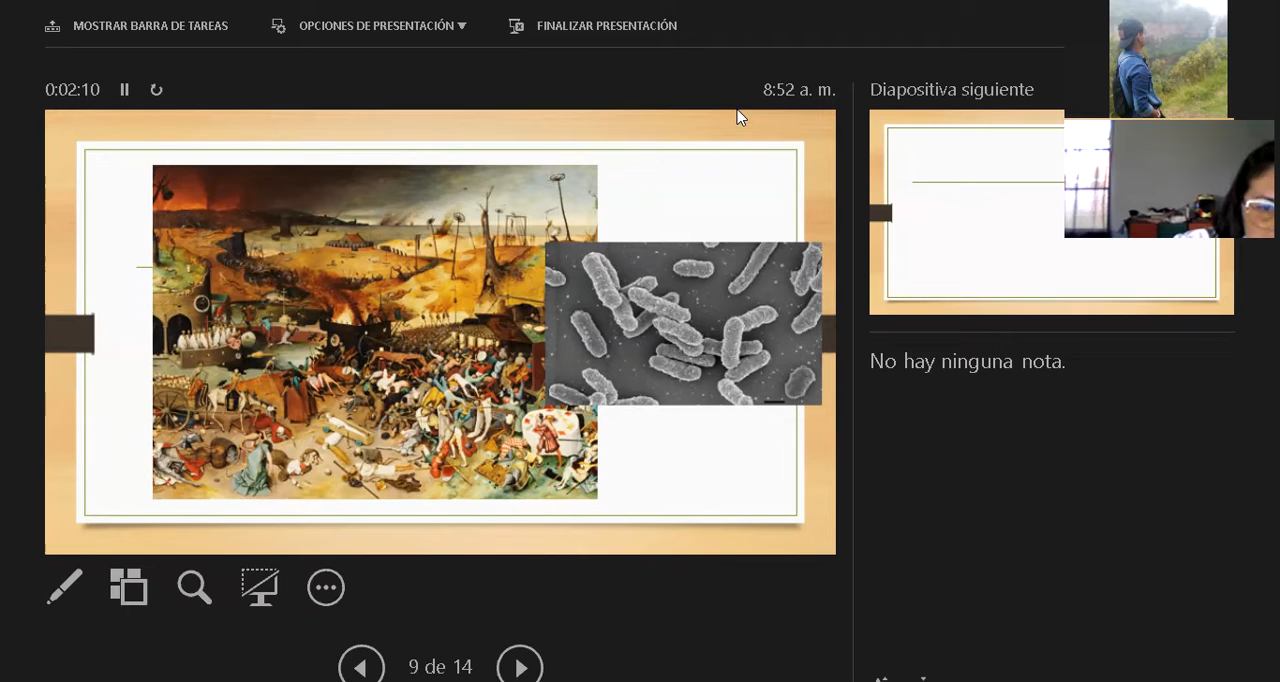 MOSTRAR BARRA DE TAREAS
OPCIONES DE PRESENTACIÓN
FINALIZAR PRESENTACIÓN
0:02:10
8:52 a. m.
Diapositiva siguiente
No hay ninguna nota.
9 de 14